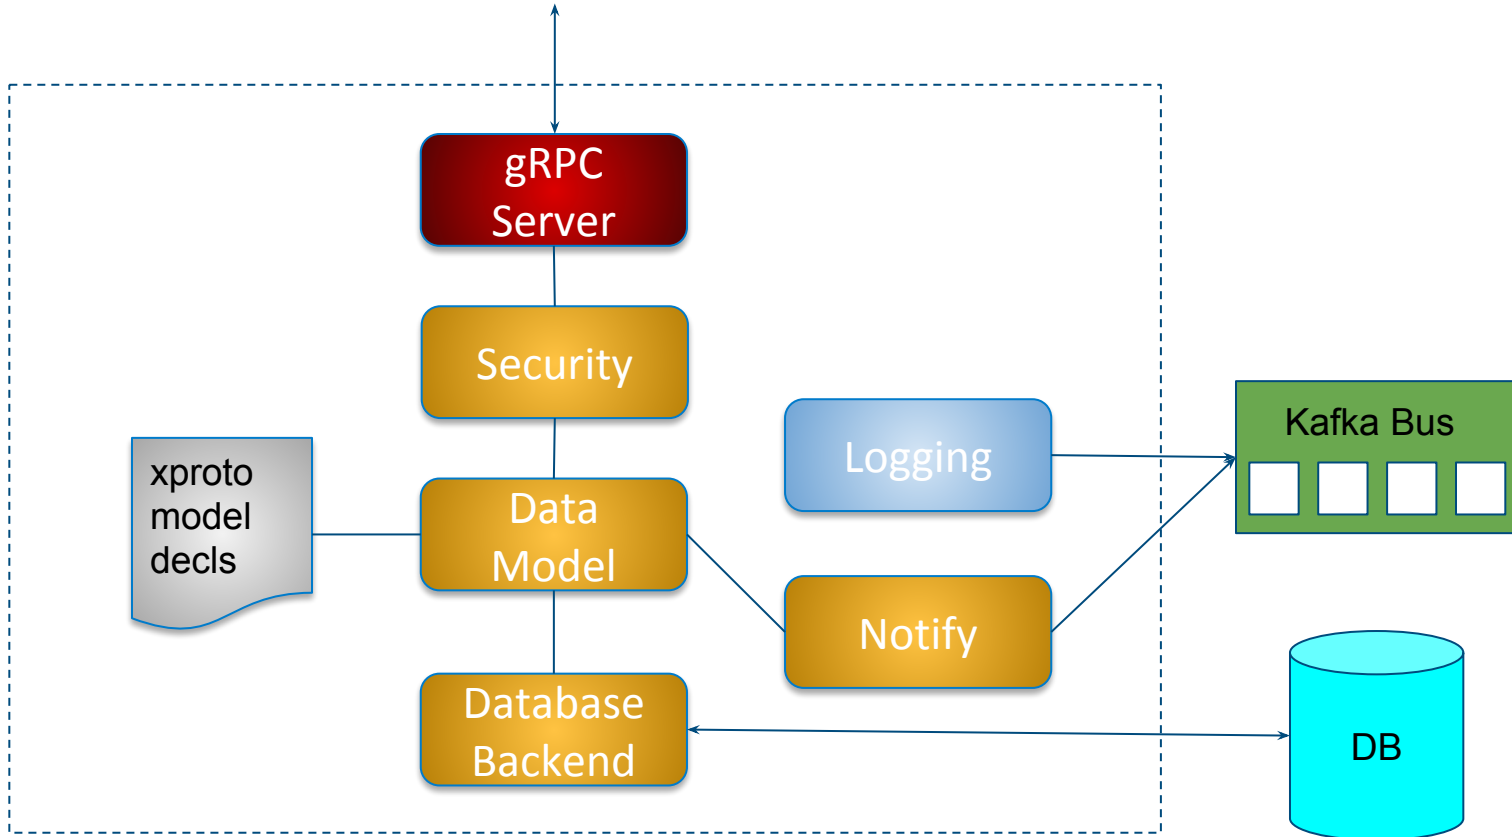 gRPC
Server
Security
Logging
Kafka Bus
xproto
model
decls
Data
Model
Notify
Database
Backend
DB